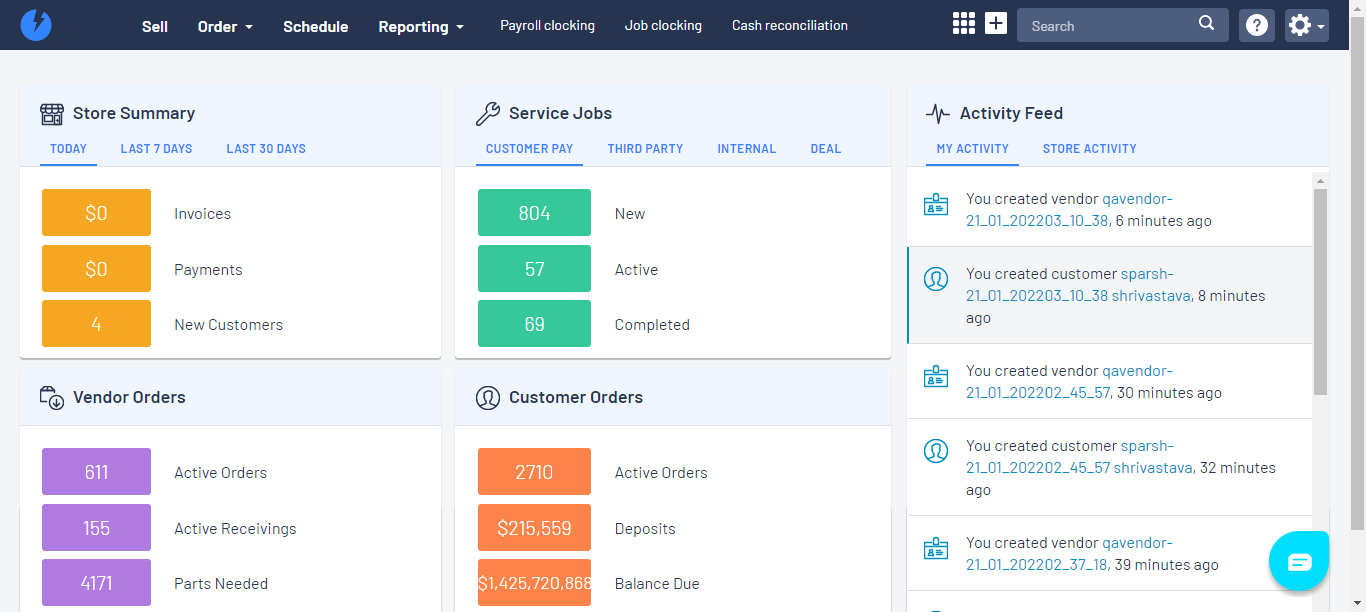 Sell Order Schedule Reporting Payroll clocking Job clocking Cash reconciliation Search ?
Store Summary
TODAY LAST 7 DAYS LAST 30 DAYS
$0 Invoices
$0 Payments
4 New Customers
Service Jobs
CUSTOMER PAY THIRD PARTY INTERNAL DEAL
804 New
57 Active
69 Completed
Vendor Orders
611 Active Orders
155 Active Receivings
4171 Parts Needed
Customer Orders
2710 Active Orders
$215,559 Deposits
$1,425,720,868 Balance Due
Activity Feed
MY ACTIVITY STORE ACTIVITY
You created vendor qavendor-
21_01_202203_10_38, 6 minutes ago
You created customer sparsh-
21_01_202203_10_38 shrivastava, 8 minutes
ago
You created vendor qavendor-
21_01_202202_45_57, 30 minutes ago
You created customer sparsh-
21_01_202202_45_57 shrivastava, 32 minutes
ago
You created vendor qavendor-
21_01_202202_37_18, 39 minutes ago